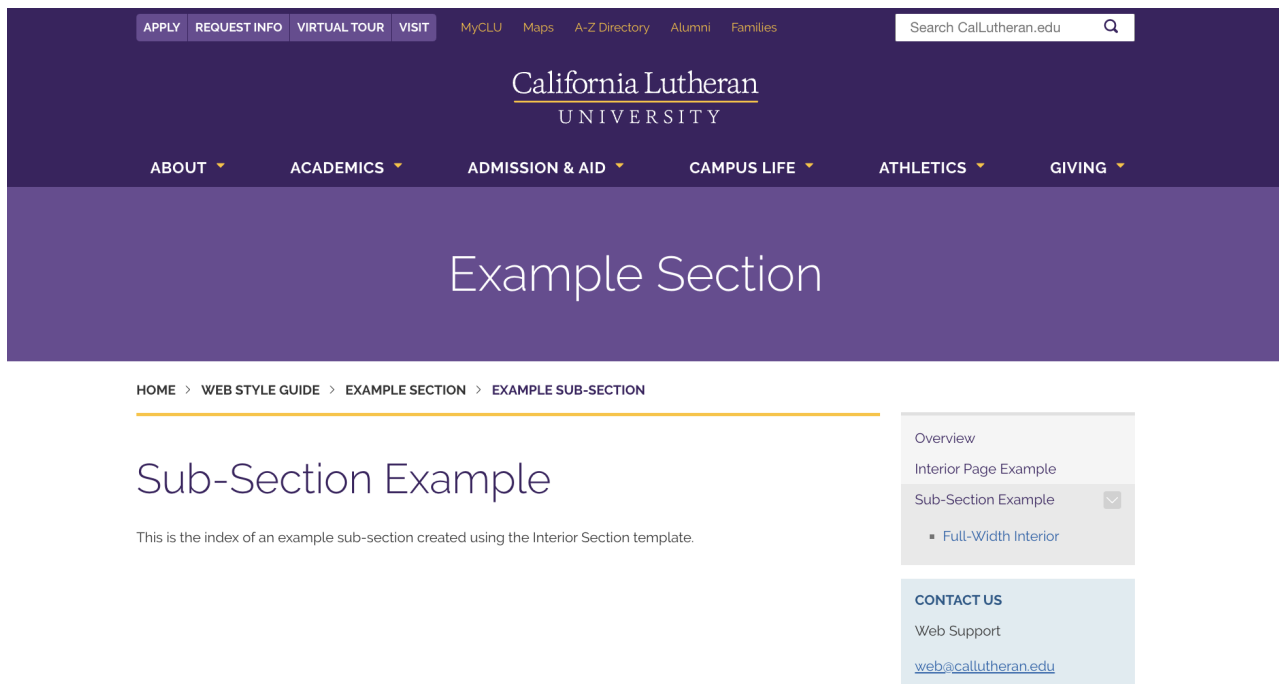 APPLY REQUEST INFO VIRTUAL TOUR VISIT MyCLU Maps A-Z Directory Alumni Families Search CalLutheran.edu
California Lutheran
UNIVERSITY
ABOUT ACADEMICS ADMISSION & AID CAMPUS LIFE ATHLETICS GIVING
Example Section
HOME > WEB STYLE GUIDE > EXAMPLE SECTION > EXAMPLE SUB-SECTION
Sub-Section Example
This is the index of an example sub-section created using the Interior Section template.
Overview
Interior Page Example
Sub-Section Example
Full-Width Interior
CONTACT US
Web Support
web@callutheran.edu